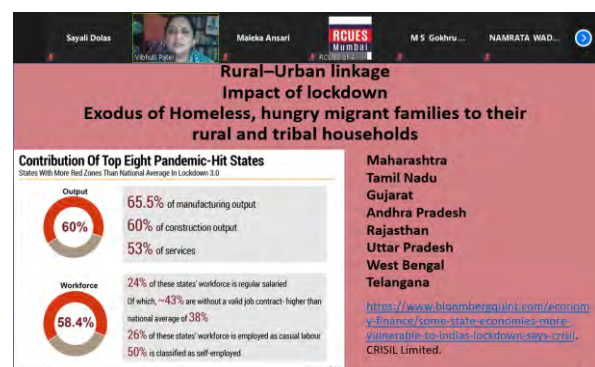 Sayali Dolas
Vibhuti Patel
Maleka Ansari
RCUES
Mumbai
RCUES of A
M S Gokhru...
NAMRATA WAD...
Rural–Urban linkage
Impact of lockdown
Exodus of Homeless, hungry migrant families to their
rural and tribal households
Contribution Of Top Eight Pandemic-Hit States
States With More Red Zones Than National Average In Lockdown 3.0
Output
60%
65.5% of manufacturing output
60% of construction output
53% of services
Workforce
58.4%
24% of these states' workforce is regular salaried
Of which, ~43% are without a valid job contract- higher than
national average of 38%
26% of these states' workforce is employed as casual labour
50% is classified as self-employed
Maharashtra
Tamil Nadu
Gujarat
Andhra Pradesh
Rajasthan
Uttar Pradesh
West Bengal
Telangana
https://www.bloombergquint.com/econom
y-finance/some-state-economies-more-
vulnerable-to-indias-lockdown-says-crisil.
CRISIL Limited.